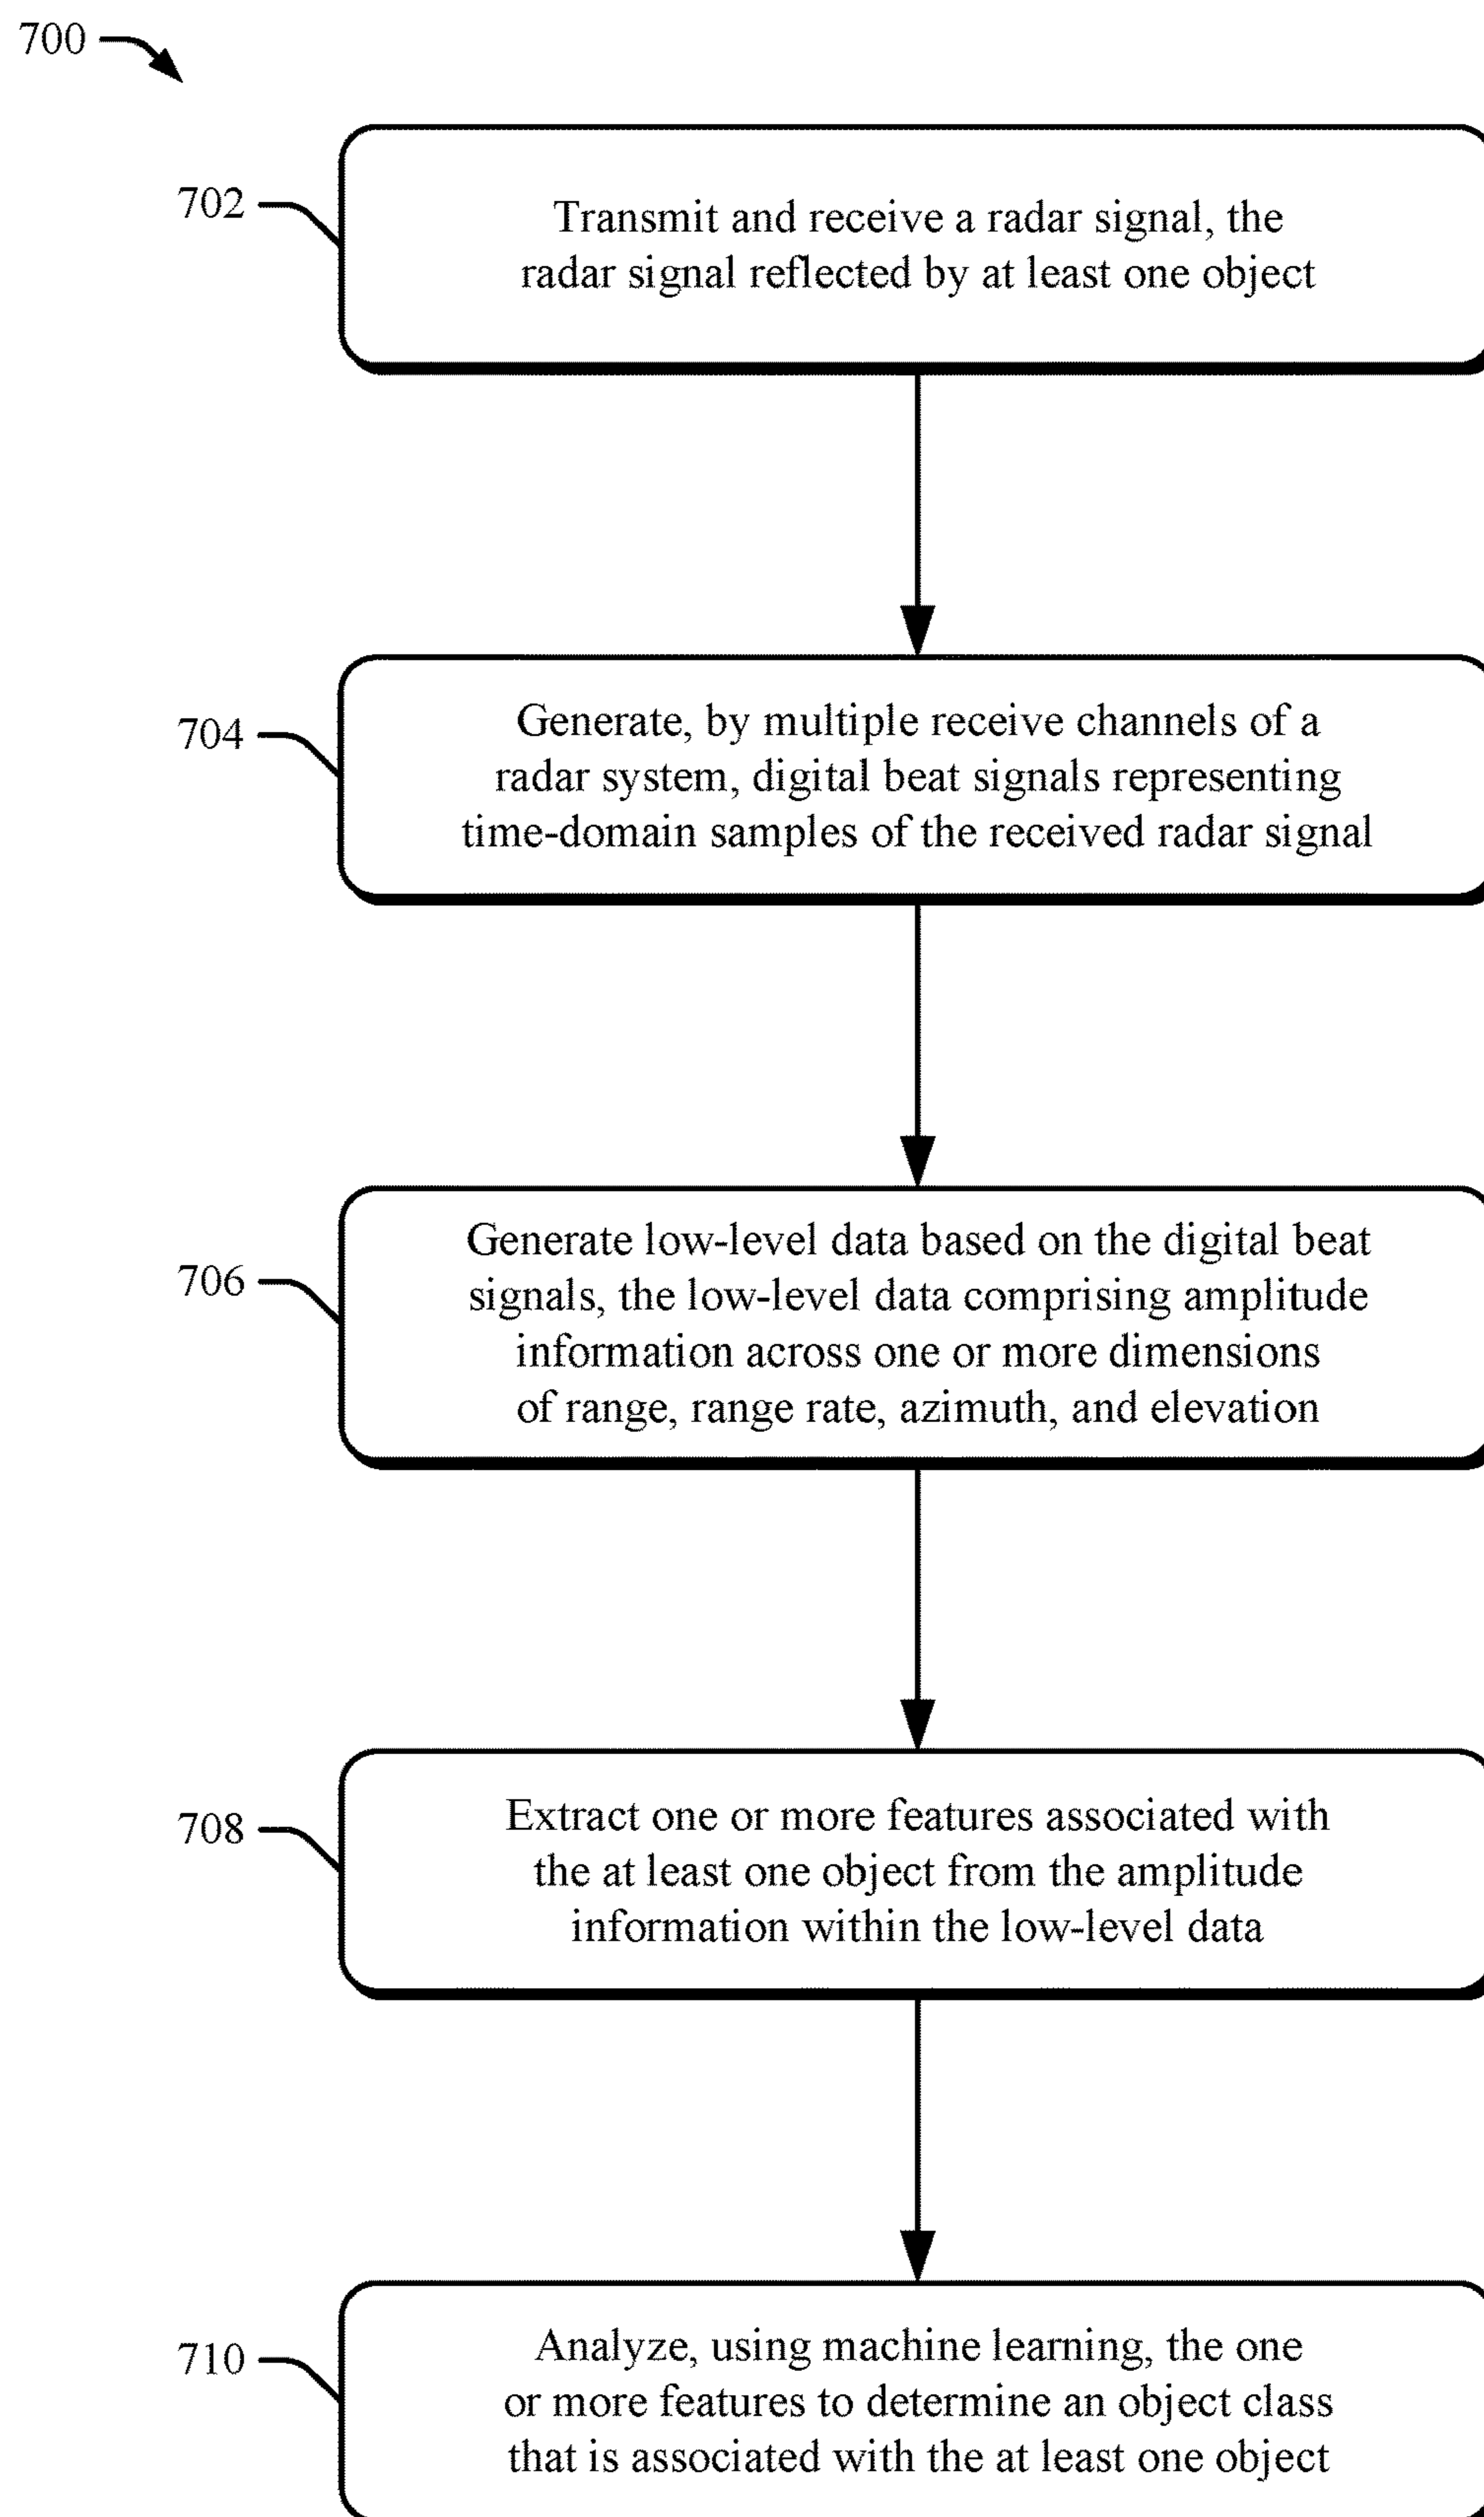 700
702
Transmit and receive a radar signal, the
radar signal reflected by at least one object
704
Generate, by multiple receive channels of a
radar system, digital beat signals representing
time-domain samples of the received radar signal
706
Generate low-level data based on the digital beat
signals, the low-level data comprising amplitude
information across one or more dimensions
of range, range rate, azimuth, and elevation
708
Extract one or more features associated with
the at least one object from the amplitude
information within the low-level data
710
Analyze, using machine learning, the one
or more features to determine an object class
that is associated with the at least one object